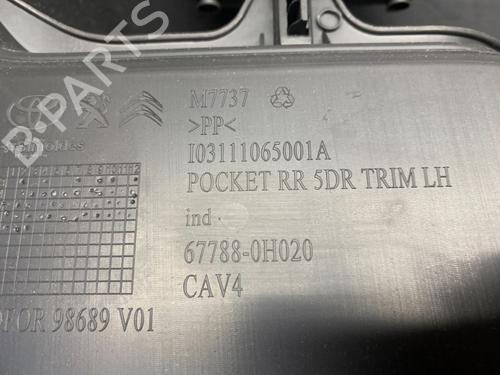 M7737
>PP<
I03111065001A
POCKET RR 5DR TRIM LH
ind
67788-0H020
CAV4
98689 V01
B-PARTS